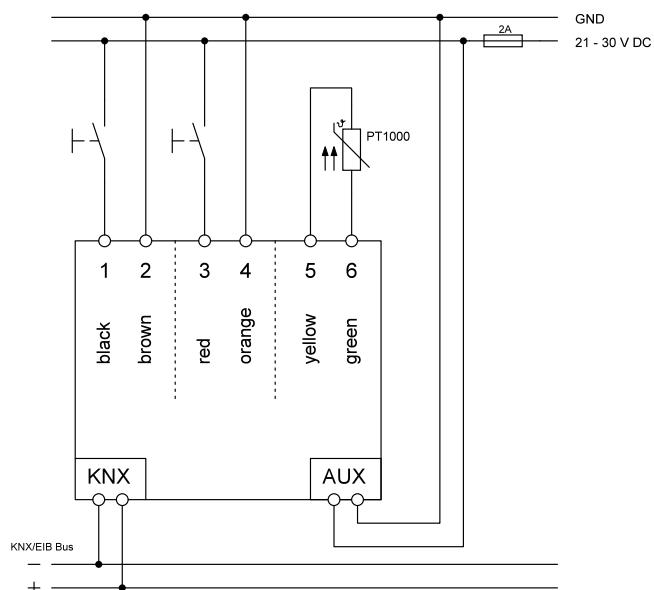 GND
2A
21 - 30 V DC
PT1000
1 2 3 4 5 6
black brown red orange yellow green
KNX AUX
KNX/EIB Bus
−
+